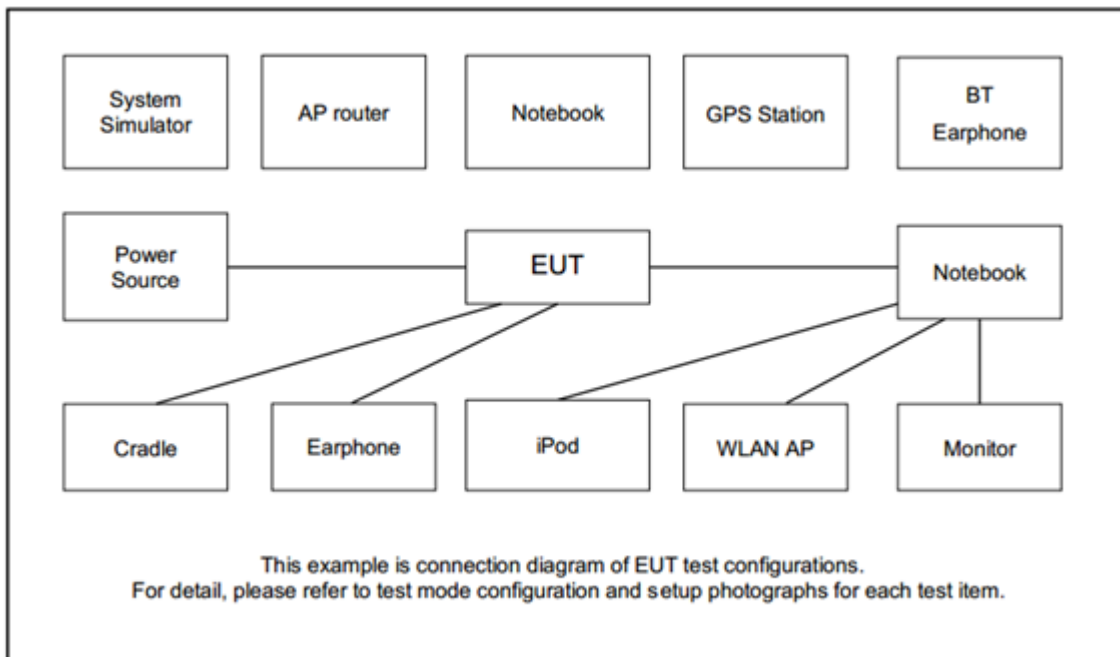 System
Simulator
AP router
Notebook
GPS Station
BT
Earphone
Power
Source
EUT
Notebook
Cradle
Earphone
iPod
WLAN AP
Monitor
This example is connection diagram of EUT test configurations.
For detail, please refer to test mode configuration and setup photographs for each test item.